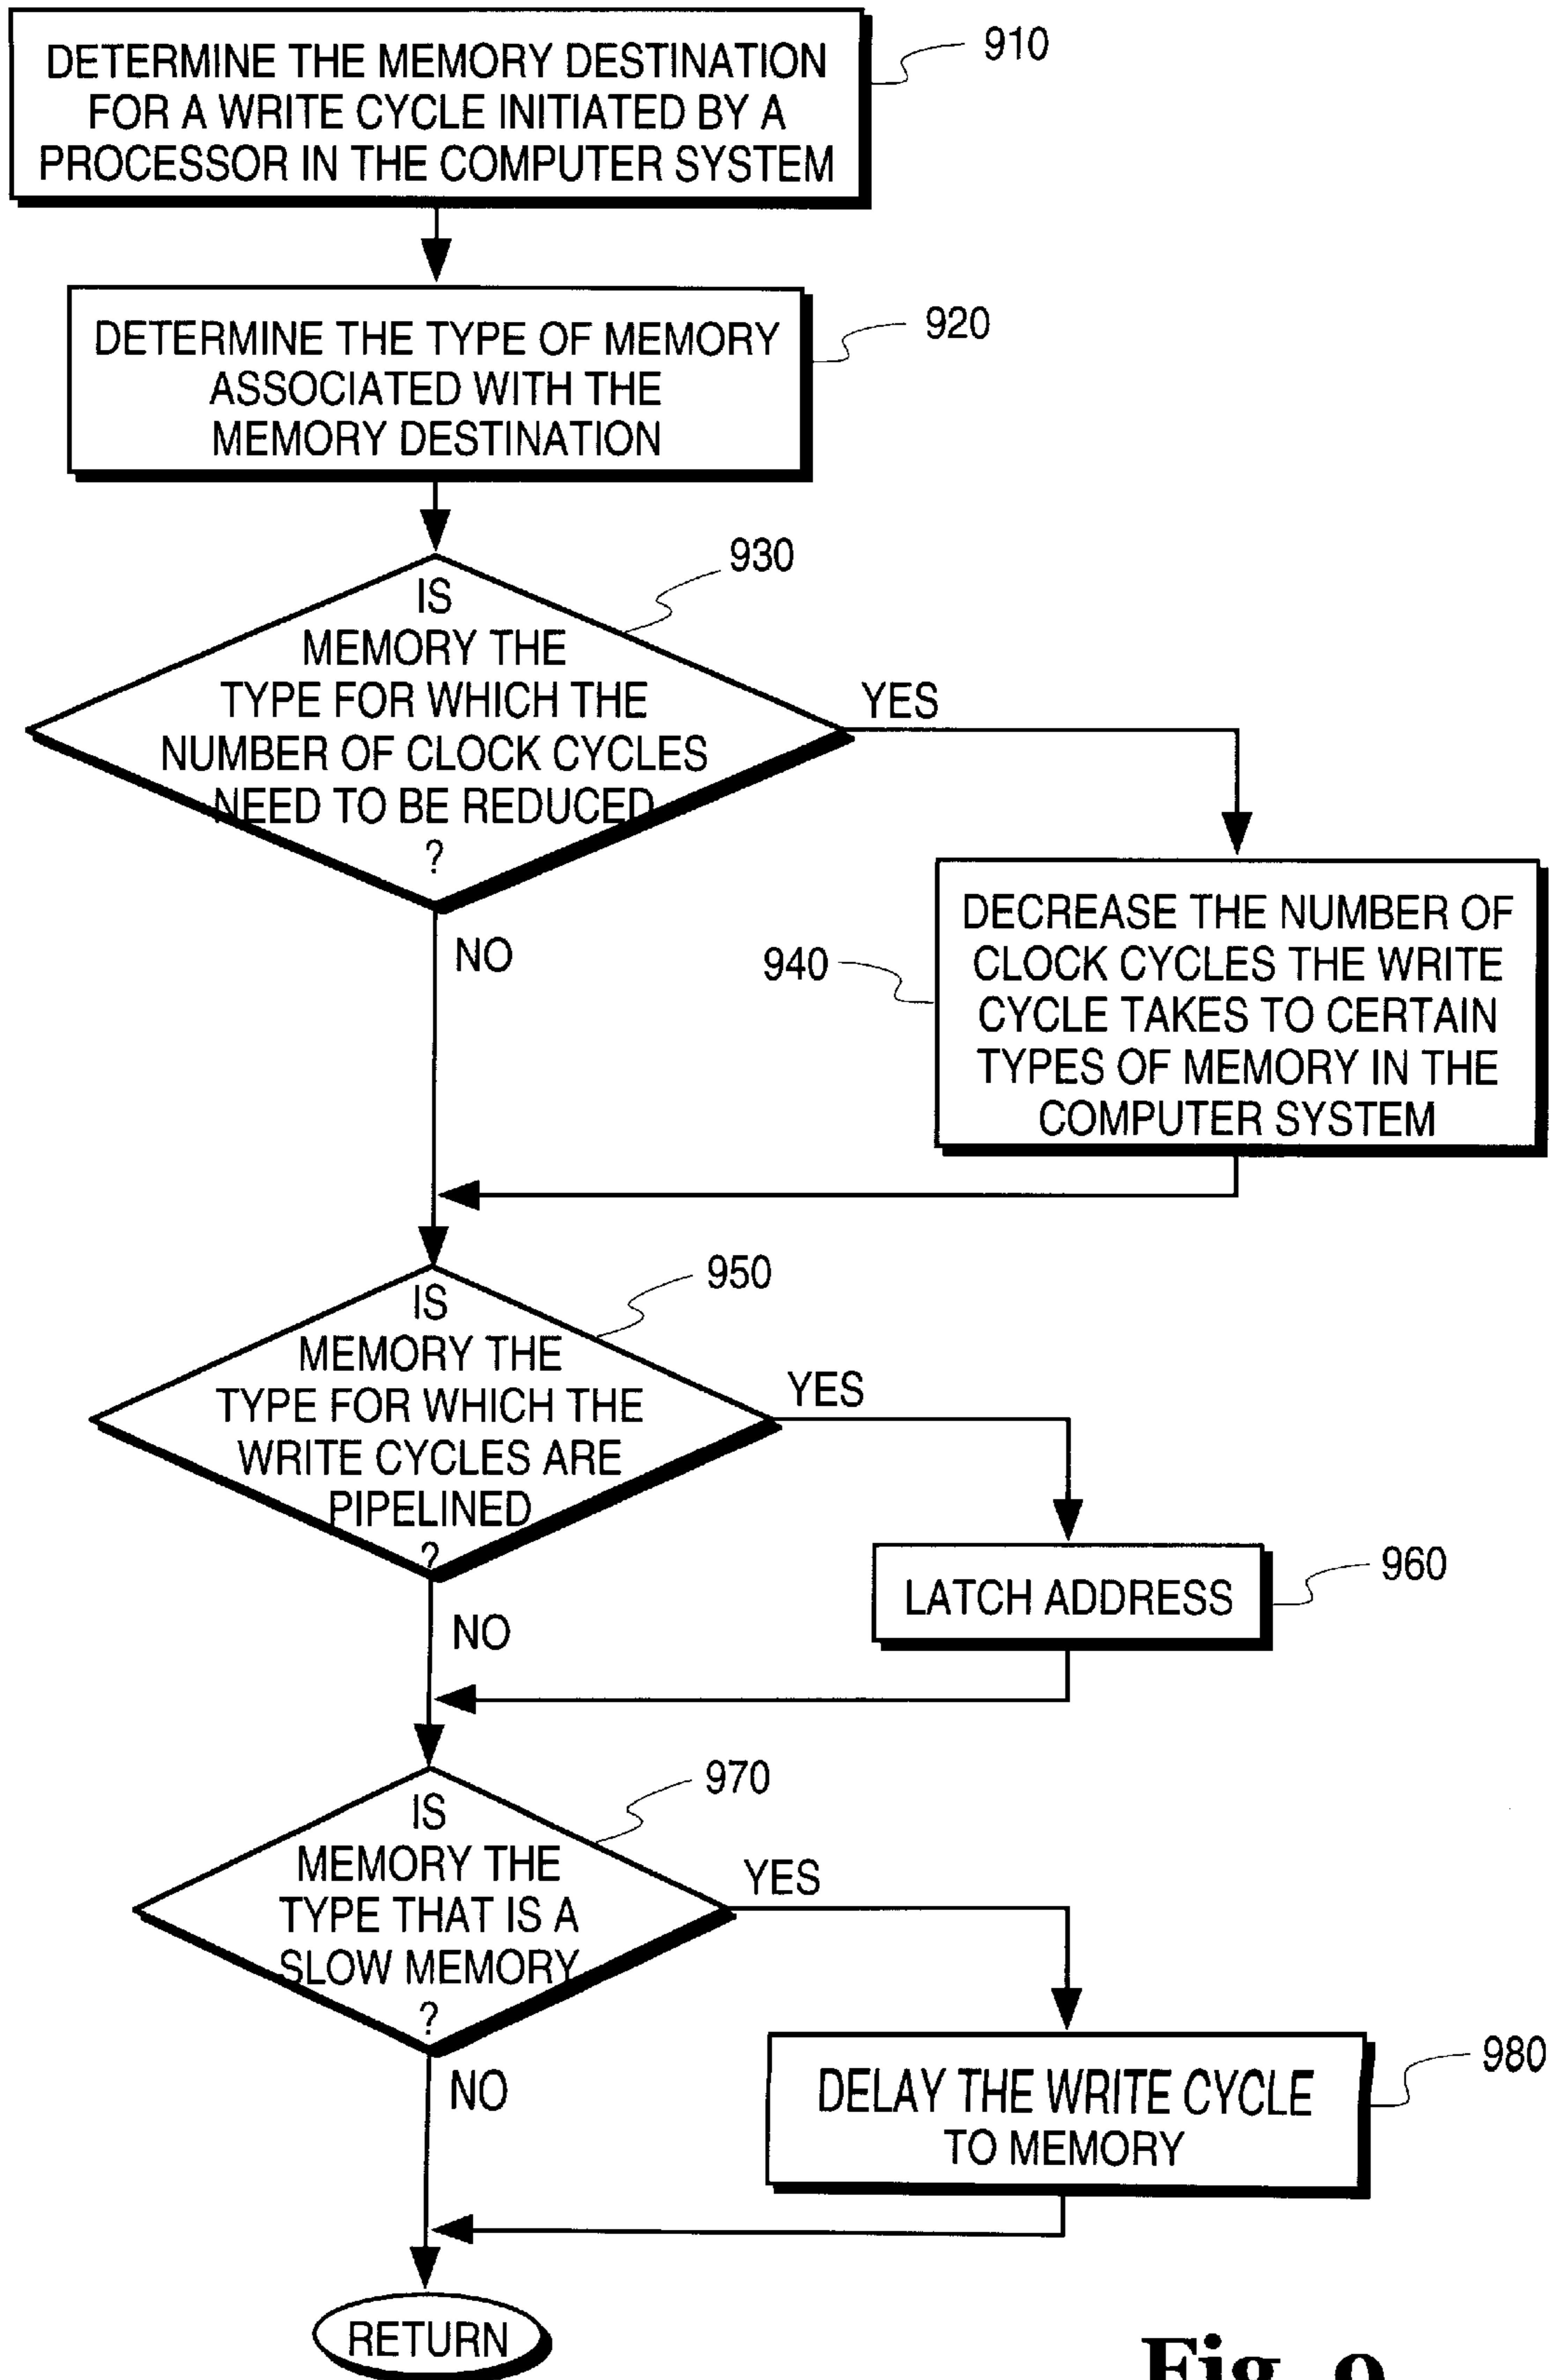 DETERMINE THE MEMORY DESTINATION
FOR A WRITE CYCLE INITIATED BY A
PROCESSOR IN THE COMPUTER SYSTEM
910
DETERMINE THE TYPE OF MEMORY
ASSOCIATED WITH THE
MEMORY DESTINATION
920
930
IS
MEMORY THE
TYPE FOR WHICH THE
NUMBER OF CLOCK CYCLES
NEED TO BE REDUCED
?
YES
NO
940
DECREASE THE NUMBER OF
CLOCK CYCLES THE WRITE
CYCLE TAKES TO CERTAIN
TYPES OF MEMORY IN THE
COMPUTER SYSTEM
950
IS
MEMORY THE
TYPE FOR WHICH THE
WRITE CYCLES ARE
PIPELINED
?
YES
NO
LATCH ADDRESS
960
970
IS
MEMORY THE
TYPE THAT IS A
SLOW MEMORY
?
YES
NO
DELAY THE WRITE CYCLE
TO MEMORY
980
RETURN
Fig. 9